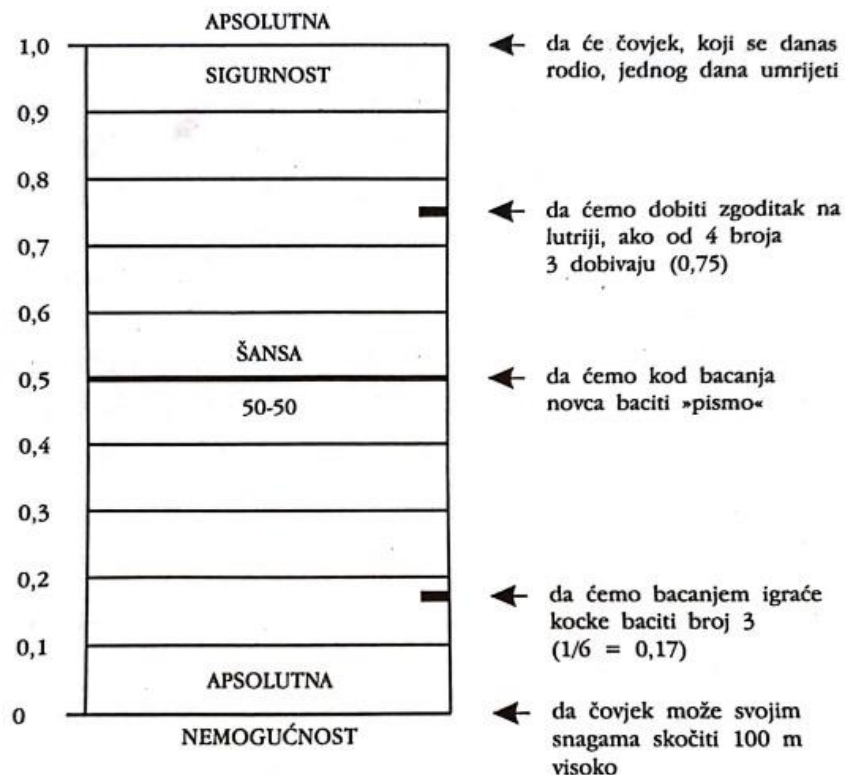 APSOLUTNA
1,0
da će čovjek, koji se danas
rodio, jednog dana umrijeti
SIGURNOST
0,9
0,8
da ćemo dobiti zgoditak na
lutriji, ako od 4 broja
3 dobivaju (0,75)
0,7
0,6
ŠANSA
0,5
da ćemo kod bacanja
novca baciti »pismo«
50-50
0,4
0,3
0,2
da ćemo bacanjem igraće
kocke baciti broj 3
(1/6 = 0,17)
0,1
APSOLUTNA
0
NEMOGUĆNOST
da čovjek može svojim
snagama skočiti 100 m
visoko